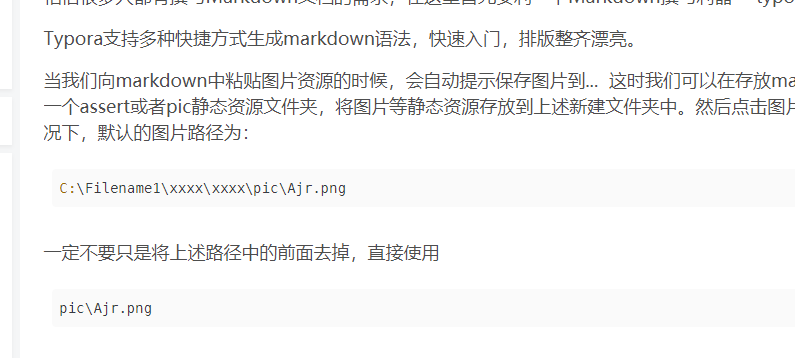 Typora支持多种快捷方式生成markdown语法，快速入门，排版整齐漂亮。
当我们向markdown中粘贴图片资源的时候，会自动提示保存图片到... 这时我们可以在存放ma
一个assert或者pic静态资源文件夹，将图片等静态资源存放到上述新建文件夹中。然后点击图片
况下，默认的图片路径为：
C:\Filename1\xxxx\xxxx\pic\Ajr.png
一定不要只是将上述路径中的前面去掉，直接使用
pic\Ajr.png